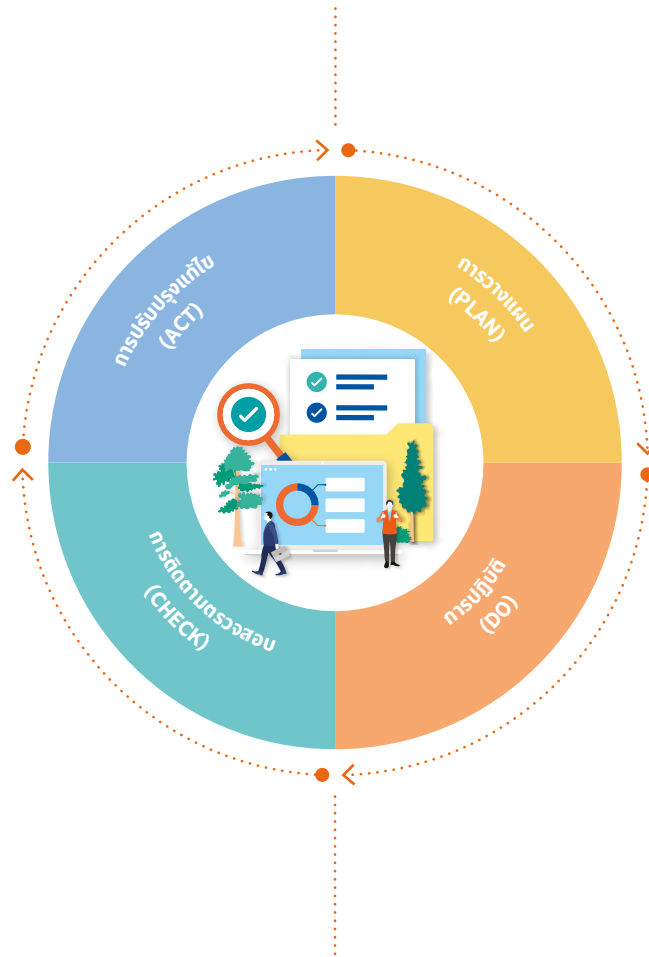 การวางแผน
(PLAN)
การปฏิบัติ
(DO)
การติดตามตรวจสอบ
(CHECK)
การปรับปรุงแก้ไข
(ACT)